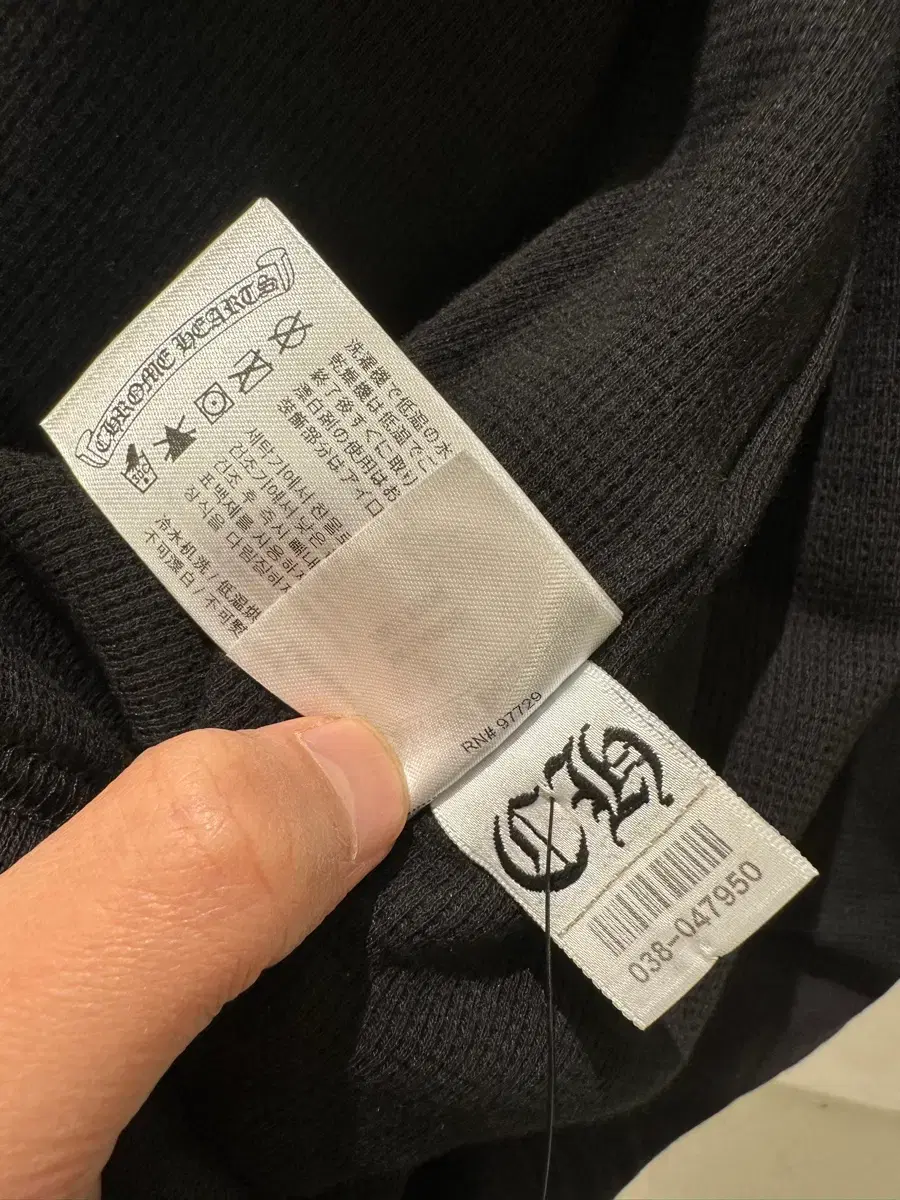 CHROME HEARTS
洗濯機で低温の水
乾燥機は低温でご
終了後すぐに取り
漂白剤の使用はお
装飾部分はアイロ
세탁기에서 찬물
건조기에서 낮은
건조 후 즉시 빼내
표백제를 사용하지
장식을 다림질하지
冷水机洗/低温烘
不可漂白/不可熨
RN# 97729
CH
038-047950